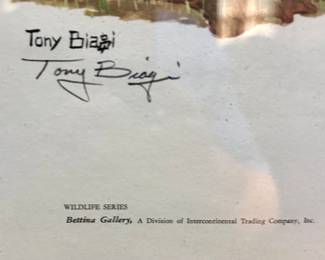 Tony Biagi
Tony Biagi
WILDLIFE SERIES
Bettina Gallery, A Division of Intercontinental Trading Company, Inc.